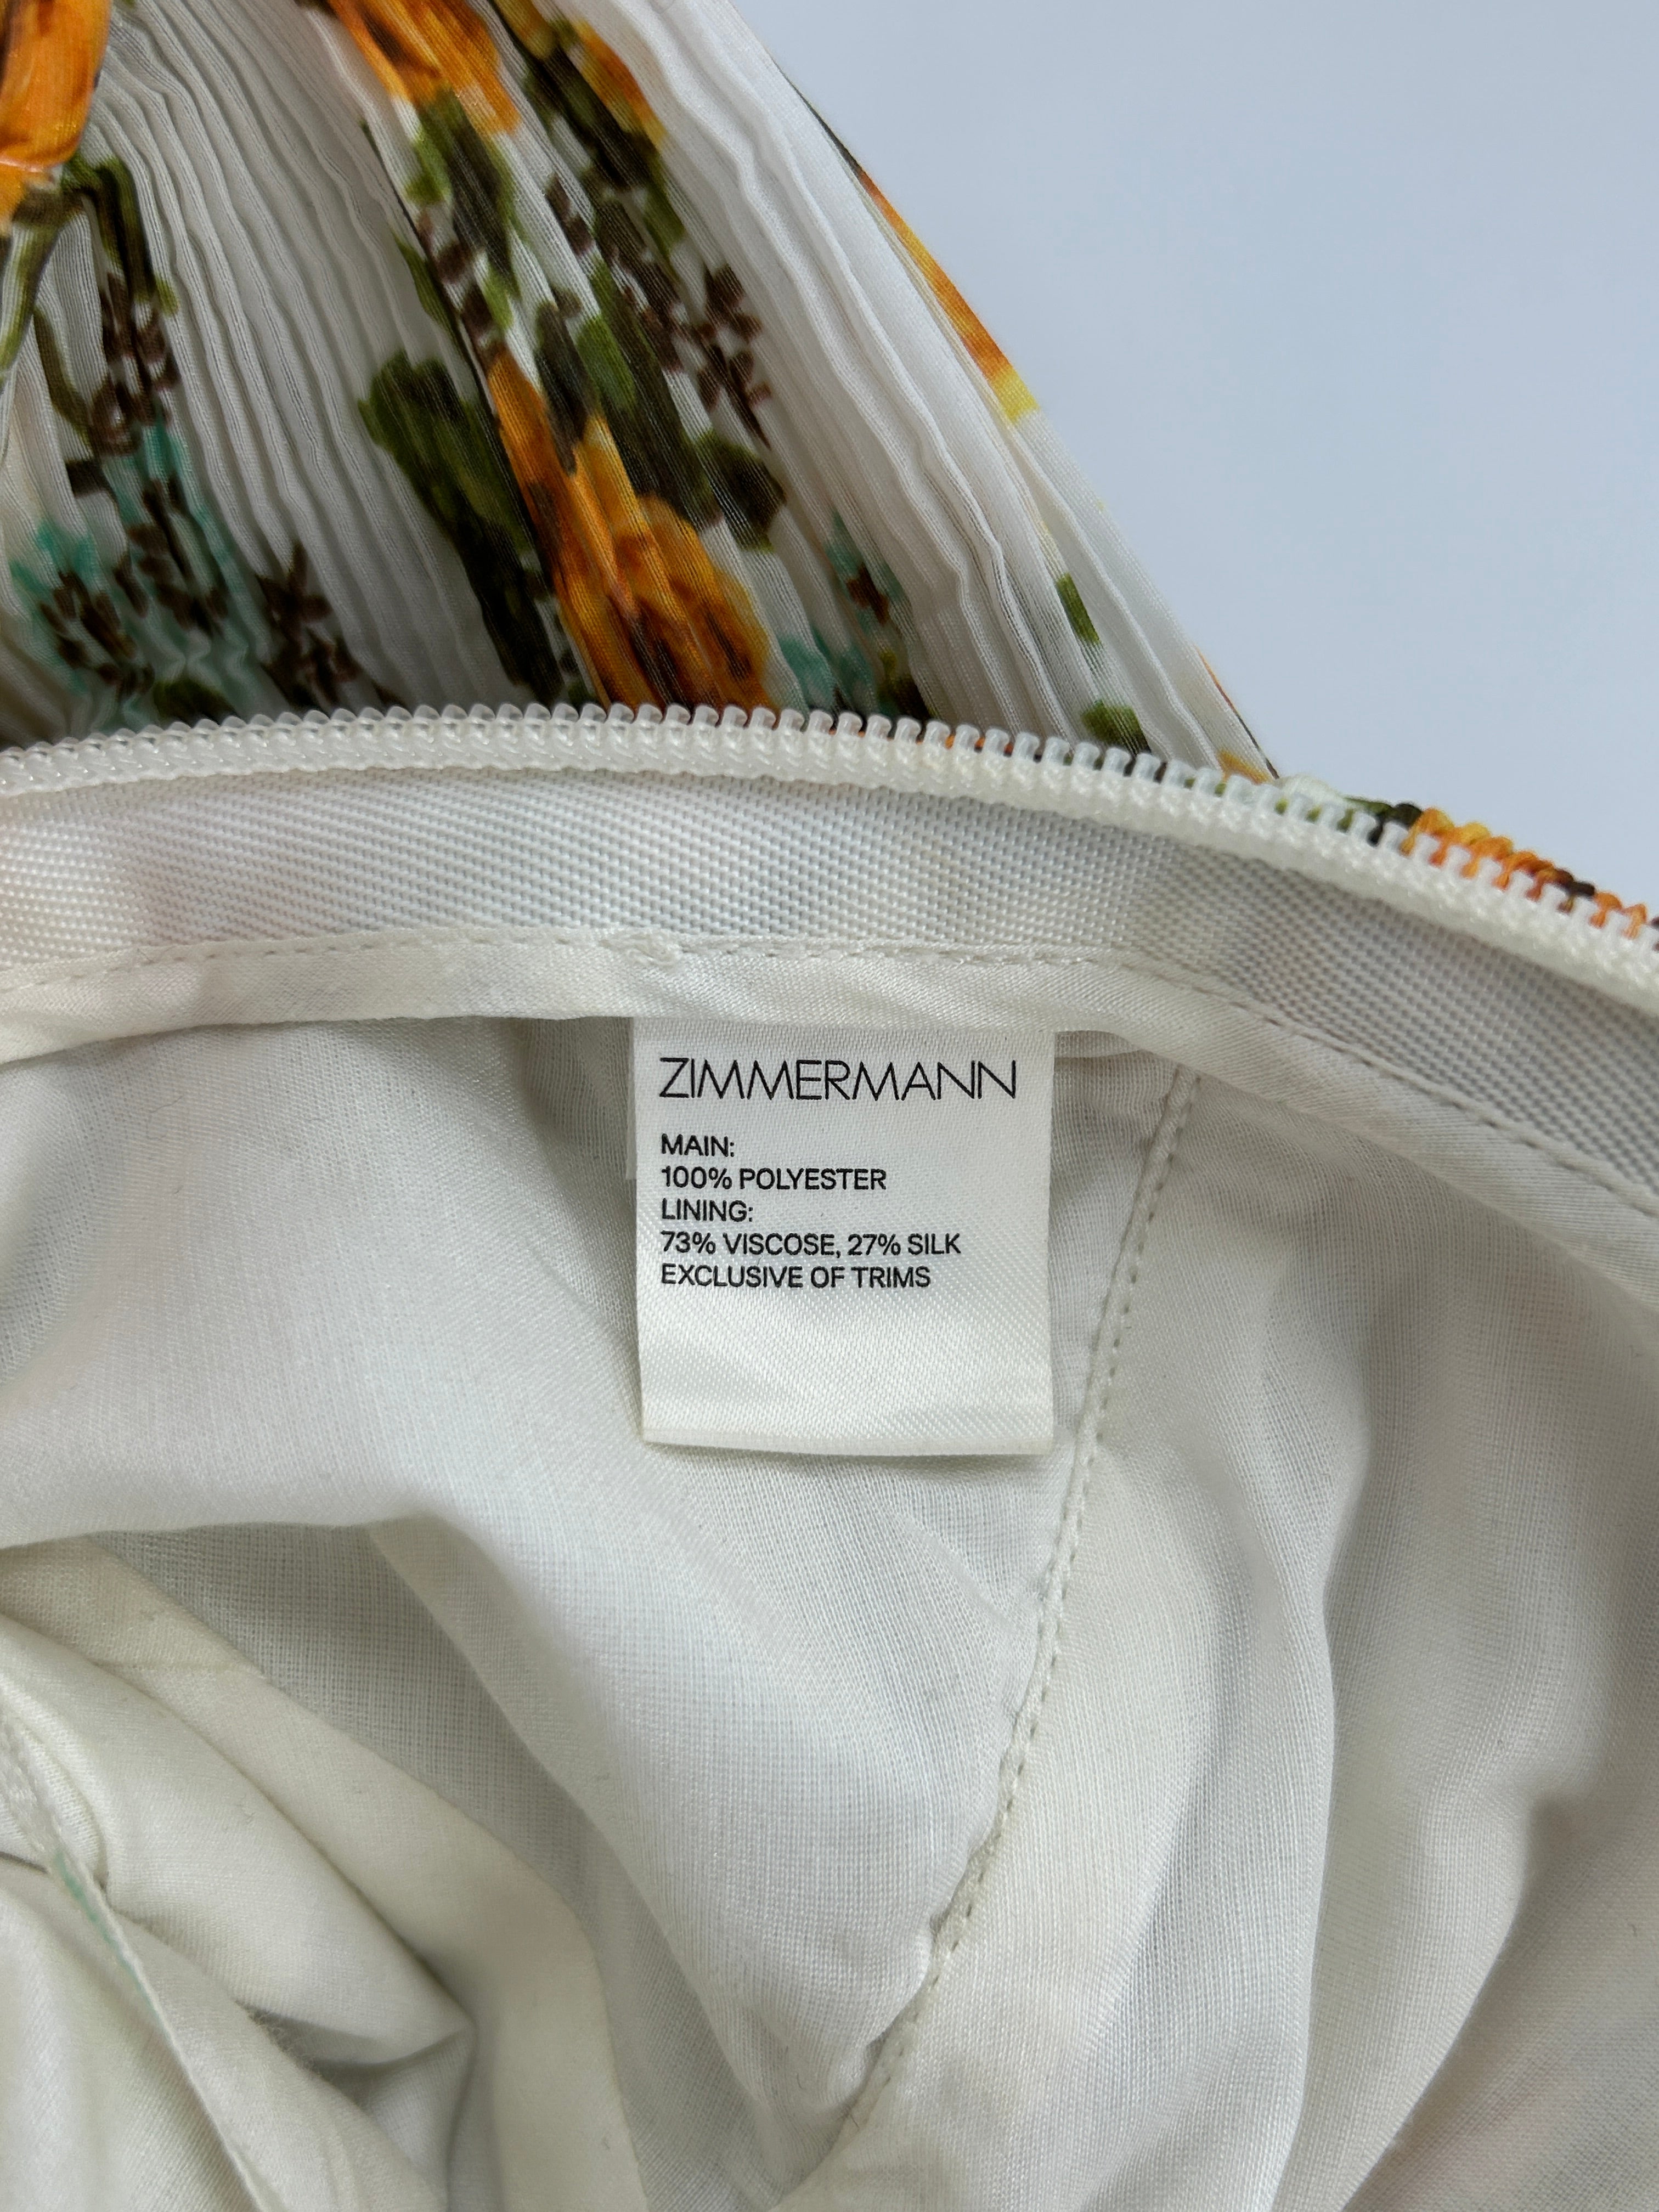 ZIMMERMANN
MAIN:
100% POLYESTER
LINING:
73% VISCOSE, 27% SILK
EXCLUSIVE OF TRIMS